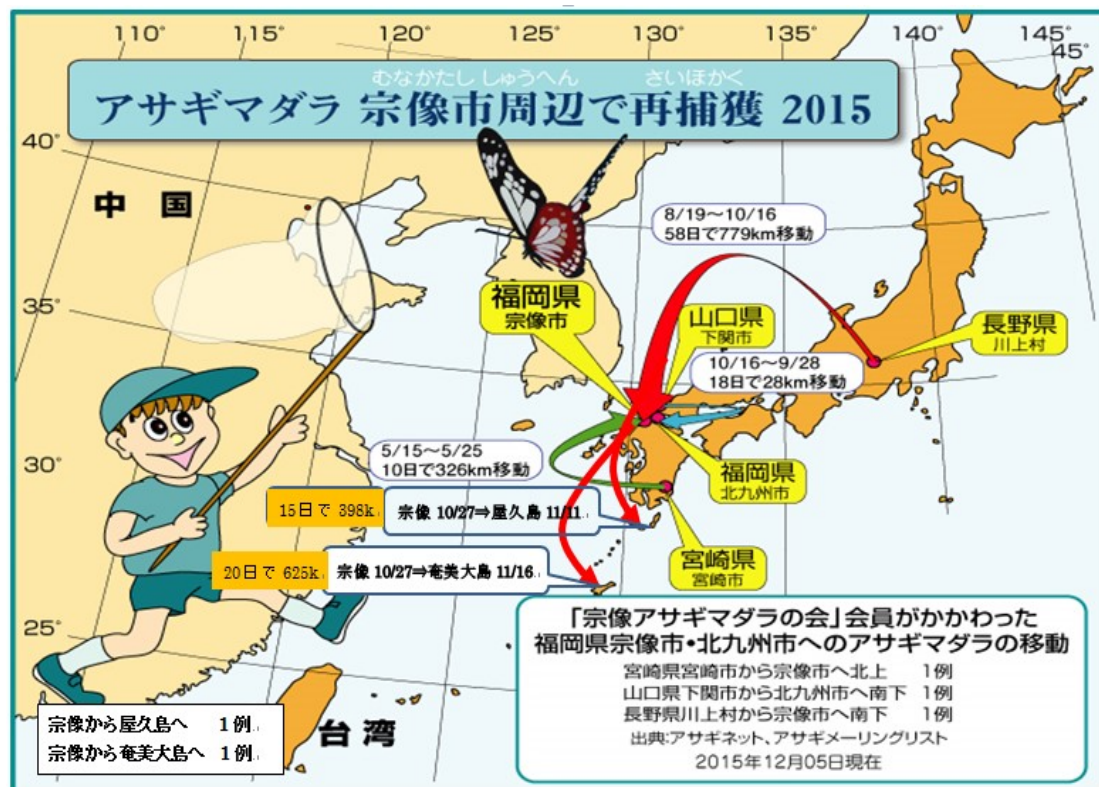 110° 115° 120° 125° 130° 135° 140° 145°
45°
むなかたし しゅうへん さいほかく
アサギマダラ 宗像市周辺で再捕獲 2015
40°
中 国
8/19～10/16
58日で779km移動
35°
福岡県
宗像市
山口県
下関市
長野県
川上村
10/16～9/28
18日で28km移動
30°
5/15～5/25
10日で326km移動
福岡県
北九州市
15日で 398k
宗像 10/27⇒屋久島 11/11
宮崎県
宮崎市
20日で 625k
宗像 10/27⇒奄美大島 11/16
25°
「宗像アサギマダラの会」会員がかかわった
福岡県宗像市・北九州市へのアサギマダラの移動
宮崎県宮崎市から宗像市へ北上 1例
山口県下関市から北九州市へ南下 1例
長野県川上村から宗像市へ南下 1例
出典:アサギネット、アサギメーリングリスト
2015年12月05日現在
宗像から屋久島へ 1例
宗像から奄美大島へ 1例
台 湾
120° 125° 130° 135° 140°